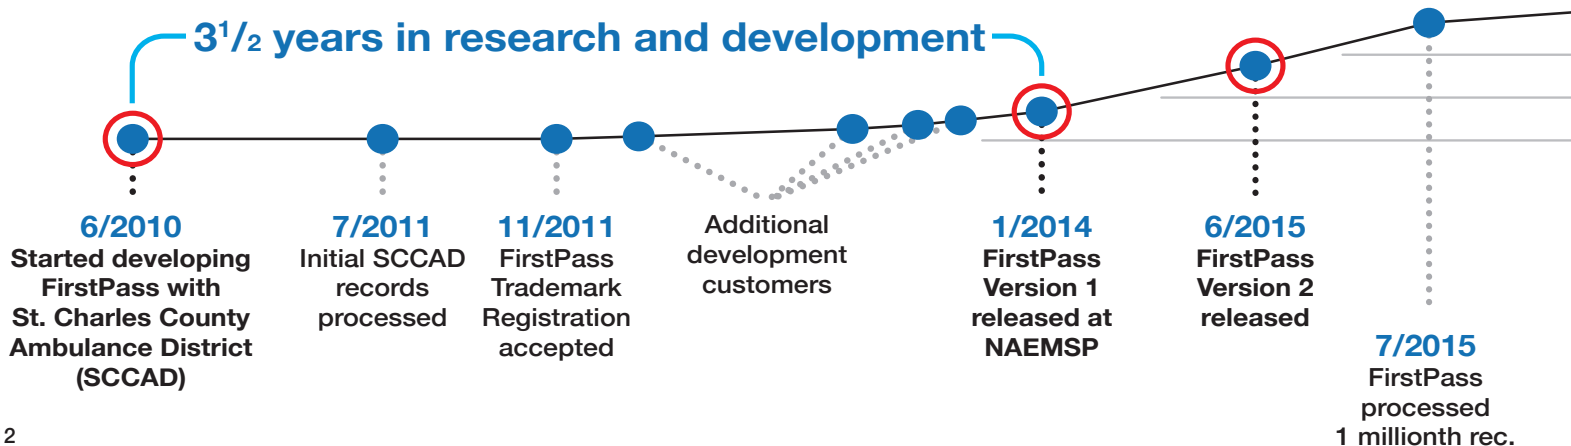 3 1/2 years in research and development
6/2010
Started developing
FirstPass with
St. Charles County
Ambulance District
(SCCAD)
7/2011
Initial SCCAD
records
processed
11/2011
FirstPass
Trademark
Registration
accepted
Additional
development
customers
1/2014
FirstPass
Version 1
released at
NAEMSP
6/2015
FirstPass
Version 2
released
7/2015
FirstPass
processed
1 millionth rec.
2